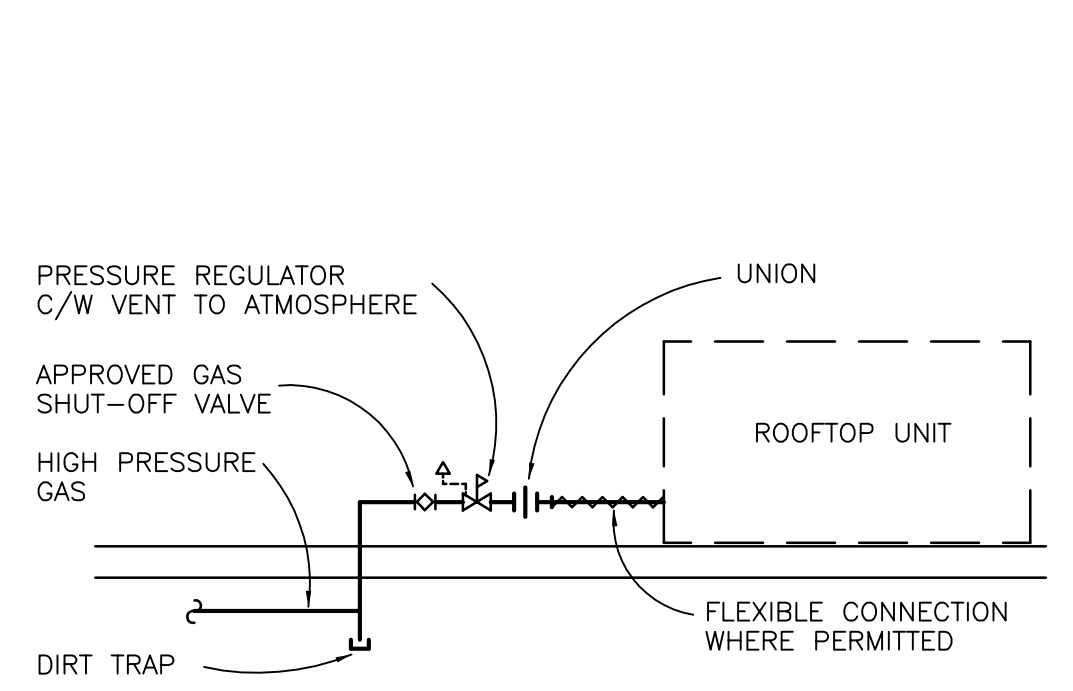 PRESSURE REGULATOR
C/W VENT TO ATMOSPHERE
UNION
APPROVED GAS
SHUT-OFF VALVE
ROOFTOP UNIT
HIGH PRESSURE
GAS
FLEXIBLE CONNECTION
WHERE PERMITTED
DIRT TRAP